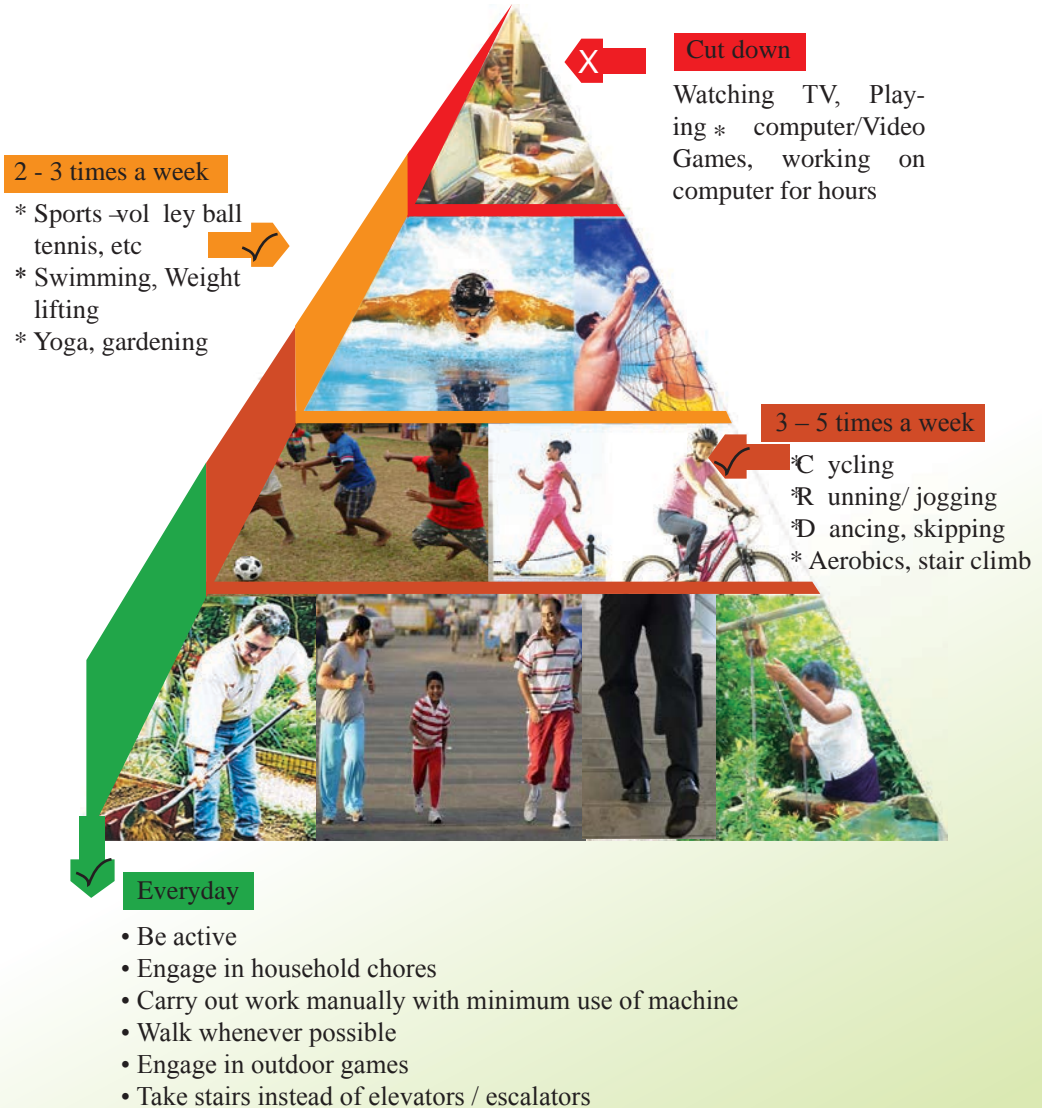 X
Cut down
Watching TV, Play-
ing * computer/Video
Games, working on
computer for hours
2 - 3 times a week
* Sports –vol ley ball
tennis, etc
* Swimming, Weight
lifting
* Yoga, gardening
3 – 5 times a week
*C ycling
*R unning/ jogging
*D ancing, skipping
* Aerobics, stair climb
Everyday
• Be active
• Engage in household chores
• Carry out work manually with minimum use of machine
• Walk whenever possible
• Engage in outdoor games
• Take stairs instead of elevators / escalators